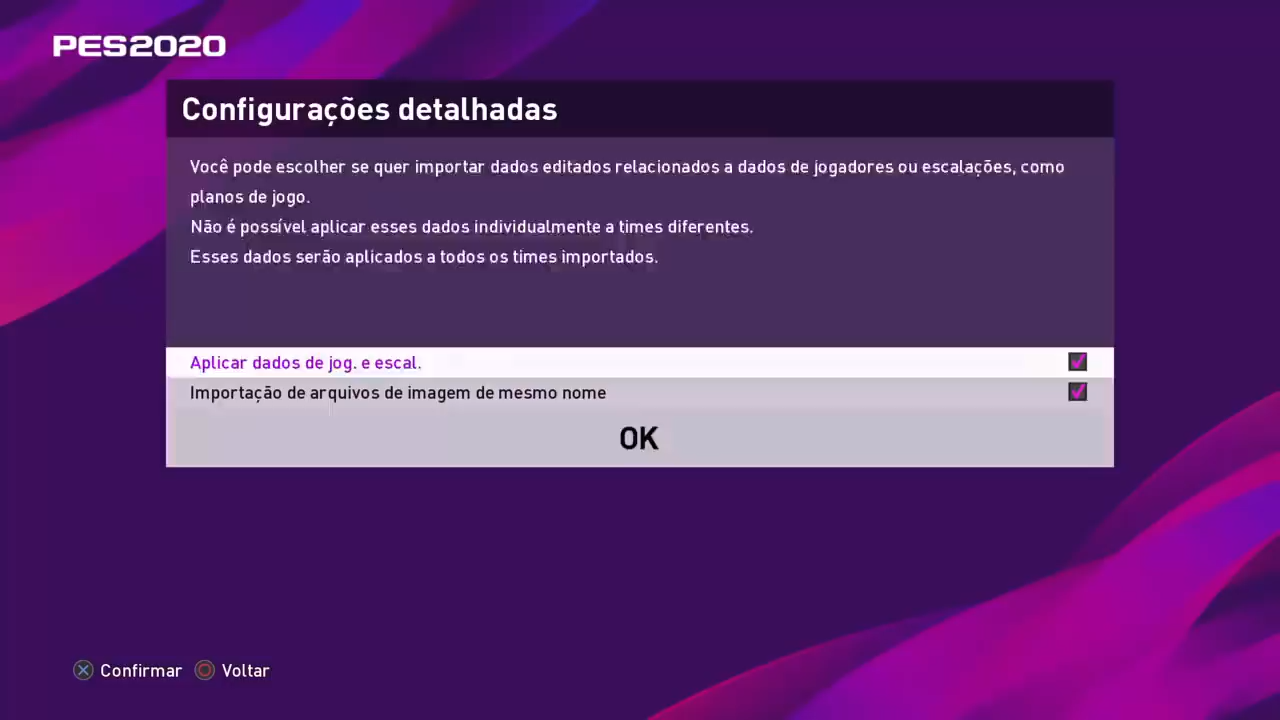 PES2020
Configurações detalhadas
Você pode escolher se quer importar dados editados relacionados a dados de jogadores ou escalações, como
planos de jogo.
Não é possível aplicar esses dados individualmente a times diferentes.
Esses dados serão aplicados a todos os times importados.
Aplicar dados de jog. e escal.
Importação de arquivos de imagem de mesmo nome
OK
Confirmar Voltar